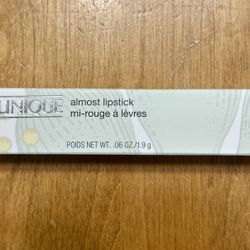 LINIQUE
almost lipstick
mi-rouge à lèvres
POIDS NET WT. .06 OZ/1.9 g